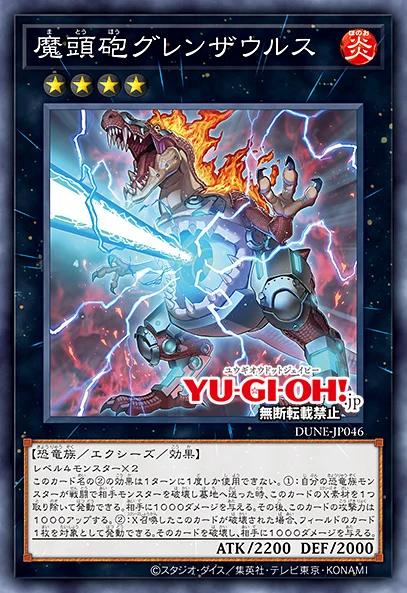 魔頭砲グレンザウルス
炎
YU-GI-OH!.jp
無断転載禁止
DUNE-JP046
【恐竜族/エクシーズ/効果】
レベル4モンスター×2
このカード名の②の効果は1ターンに1度しか使用できない。①:自分の恐竜族モ
ンスターが戦闘で相手モンスターを破壊し墓地へ送った時、このカードのX素材を1つ
取り除いて発動できる。相手に1000ダメージを与える。その後、このカードの攻撃力は
1000アップする。②:X召喚したこのカードが破壊された場合、フィールドのカード
1枚を対象として発動できる。そのカードを破壊し、相手に1000ダメージを与える。
ATK/2200 DEF/2000
©スタジオ・ダイス/集英社・テレビ東京・KONAMI